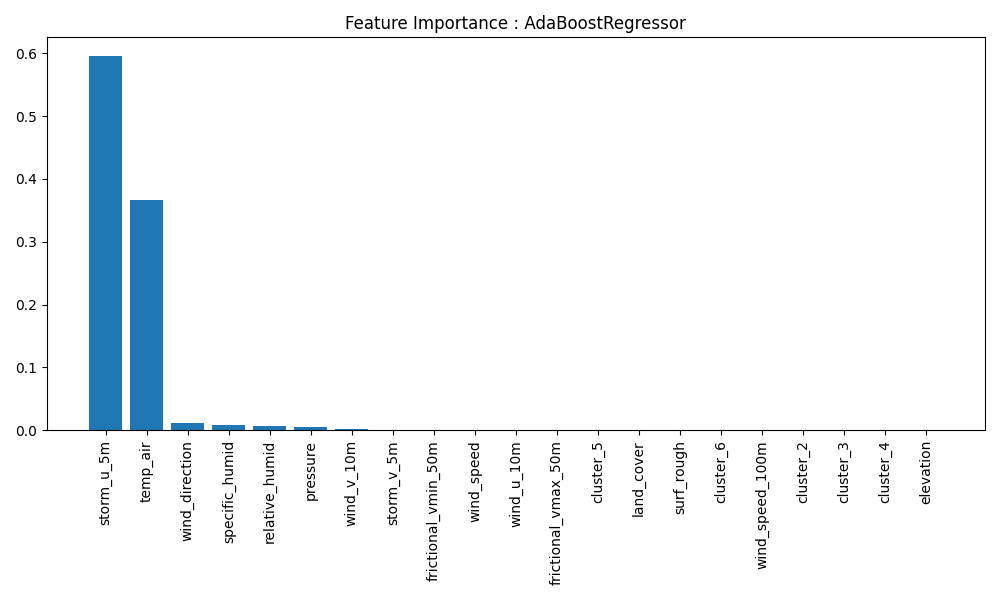 Feature Importance : AdaBoostRegressor
0.6
0.5
0.4
0.3
0.2
0.1
0.0
storm_u_5m
temp_air
wind_direction
specific_humid
relative_humid
pressure
wind_v_10m
storm_v_5m
frictional_vmin_50m
wind_speed
wind_u_10m
frictional_vmax_50m
cluster_5
land_cover
surf_rough
cluster_6
wind_speed_100m
cluster_2
cluster_3
cluster_4
elevation